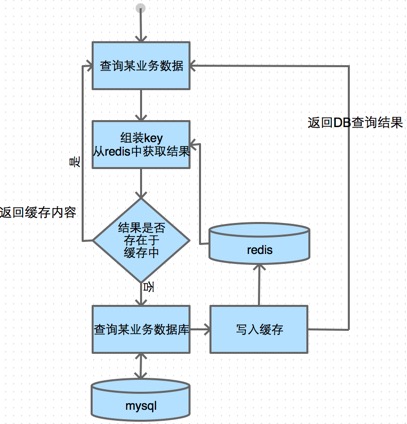 查询某业务数据
返回DB查询结果
组装key
从redis中获取结果
是
返回缓存内容
结果是否
存在于
缓存中
redis
否
查询某业务数据库
写入缓存
mysql